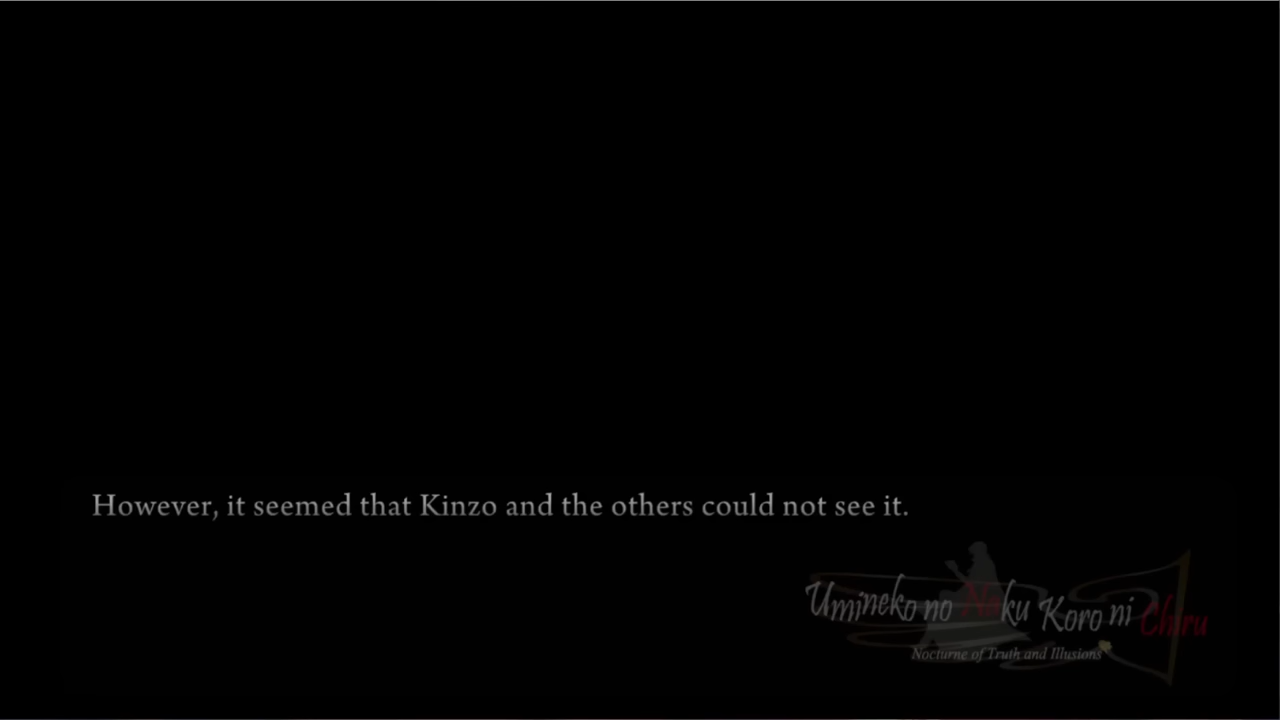 However, it seemed that Kinzo and the others could not see it.
Umineko no Naku Koro ni Chiru
Nocturne of Truth and Illusions